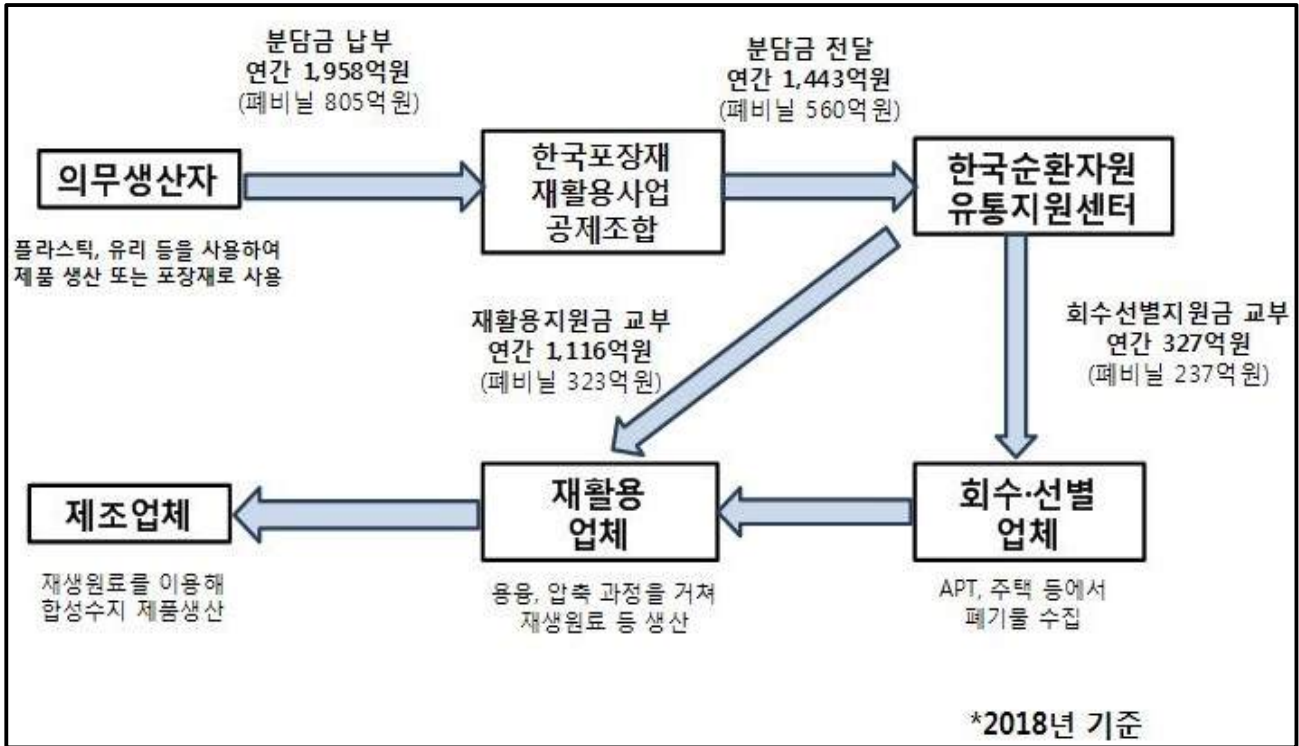 분담금 납부
연간 1,958억원
(폐비닐 805억원)
분담금 전달
연간 1,443억원
(폐비닐 560억원)
의무생산자
플라스틱, 유리 등을 사용하여
제품 생산 또는 포장재로 사용
한국포장재
재활용사업
공제조합
한국순환자원
유통지원센터
재활용지원금 교부
연간 1,116억원
(폐비닐 323억원)
회수선별지원금 교부
연간 327억원
(폐비닐 237억원)
제조업체
재생원료를 이용해
합성수지 제품생산
재활용
업체
용융, 압축 과정을 거쳐
재생원료 등 생산
회수·선별
업체
APT, 주택 등에서
폐기물 수집
*2018년 기준